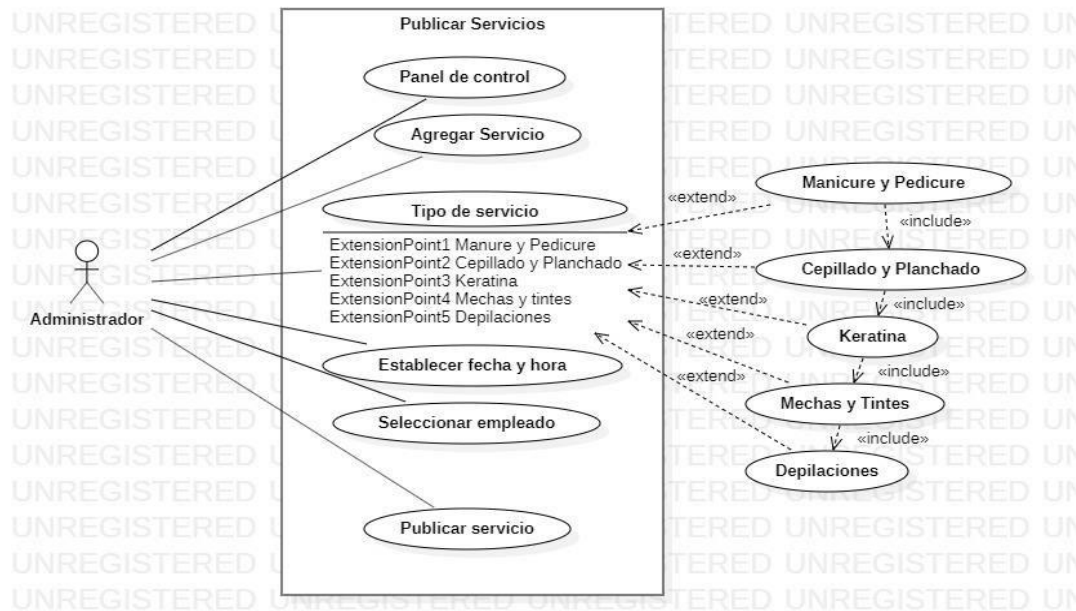 Publicar Servicios
Panel de control
Agregar Servicio
Tipo de servicio
ExtensionPoint1 Manure y Pedicure
ExtensionPoint2 Cepillado y Planchado
ExtensionPoint3 Keratina
ExtensionPoint4 Mechas y tintes
ExtensionPoint5 Depilaciones
Establecer fecha y hora
Seleccionar empleado
Publicar servicio
Administrador
«extend»
«extend»
«extend»
«extend»
«extend»
Manicure y Pedicure
«include»
Cepillado y Planchado
«include»
Keratina
«include»
Mechas y Tintes
«include»
Depilaciones
UNREGISTERED